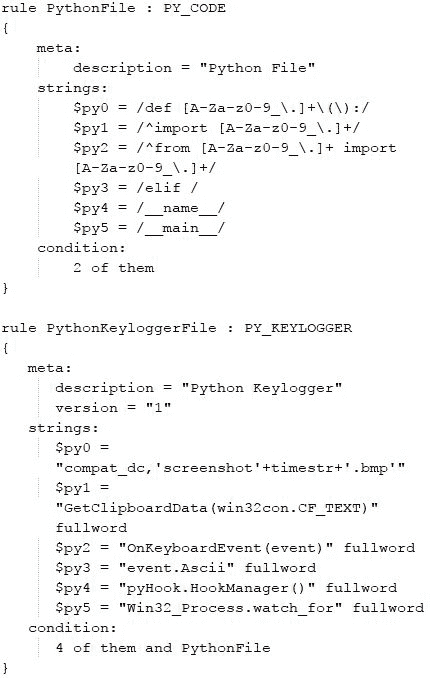 rule PythonFile : PY_CODE
{
meta:
description = "Python File"
strings:
$py0 = /def [A-Za-z0-9_\.]+\(\):/
$py1 = /^import [A-Za-z0-9_\.]+/
$py2 = /^from [A-Za-z0-9_\.]+ import
[A-Za-z0-9_\.]+/
$py3 = /elif /
$py4 = /__name__/
$py5 = /__main__/
condition:
2 of them
}
rule PythonKeyloggerFile : PY_KEYLOGGER
{
meta:
description = "Python Keylogger"
version = "1"
strings:
$py0 =
"compat_dc,'screenshot'+timestr+'.bmp'"
$py1 =
"GetClipboardData(win32con.CF_TEXT)"
fullword
$py2 = "OnKeyboardEvent(event)" fullword
$py3 = "event.Ascii" fullword
$py4 = "pyHook.HookManager()" fullword
$py5 = "Win32_Process.watch_for" fullword
condition:
4 of them and PythonFile
}